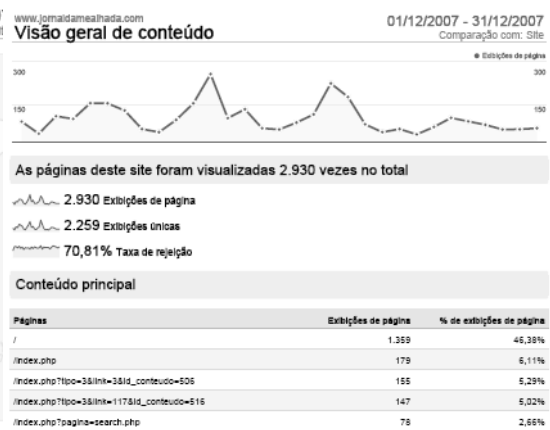 www.jornaldamealhada.com
Visão geral de conteúdo
01/12/2007 - 31/12/2007
Comparação com: Site
Exibições de página
300
300
150
150
As páginas deste site foram visualizadas 2.930 vezes no total
2.930 Exibições de página
2.259 Exibições únicas
70,81% Taxa de rejeição
Conteúdo principal
Páginas Exibições de página % de exibições de página
/ 1.359 46,38%
/index.php 179 6,11%
/index.php?tipo=3&link=3&id_conteudo=506 155 5,29%
/index.php?tipo=3&link=117&id_conteudo=516 147 5,02%
/index.php?pagina=search.php 78 2,66%